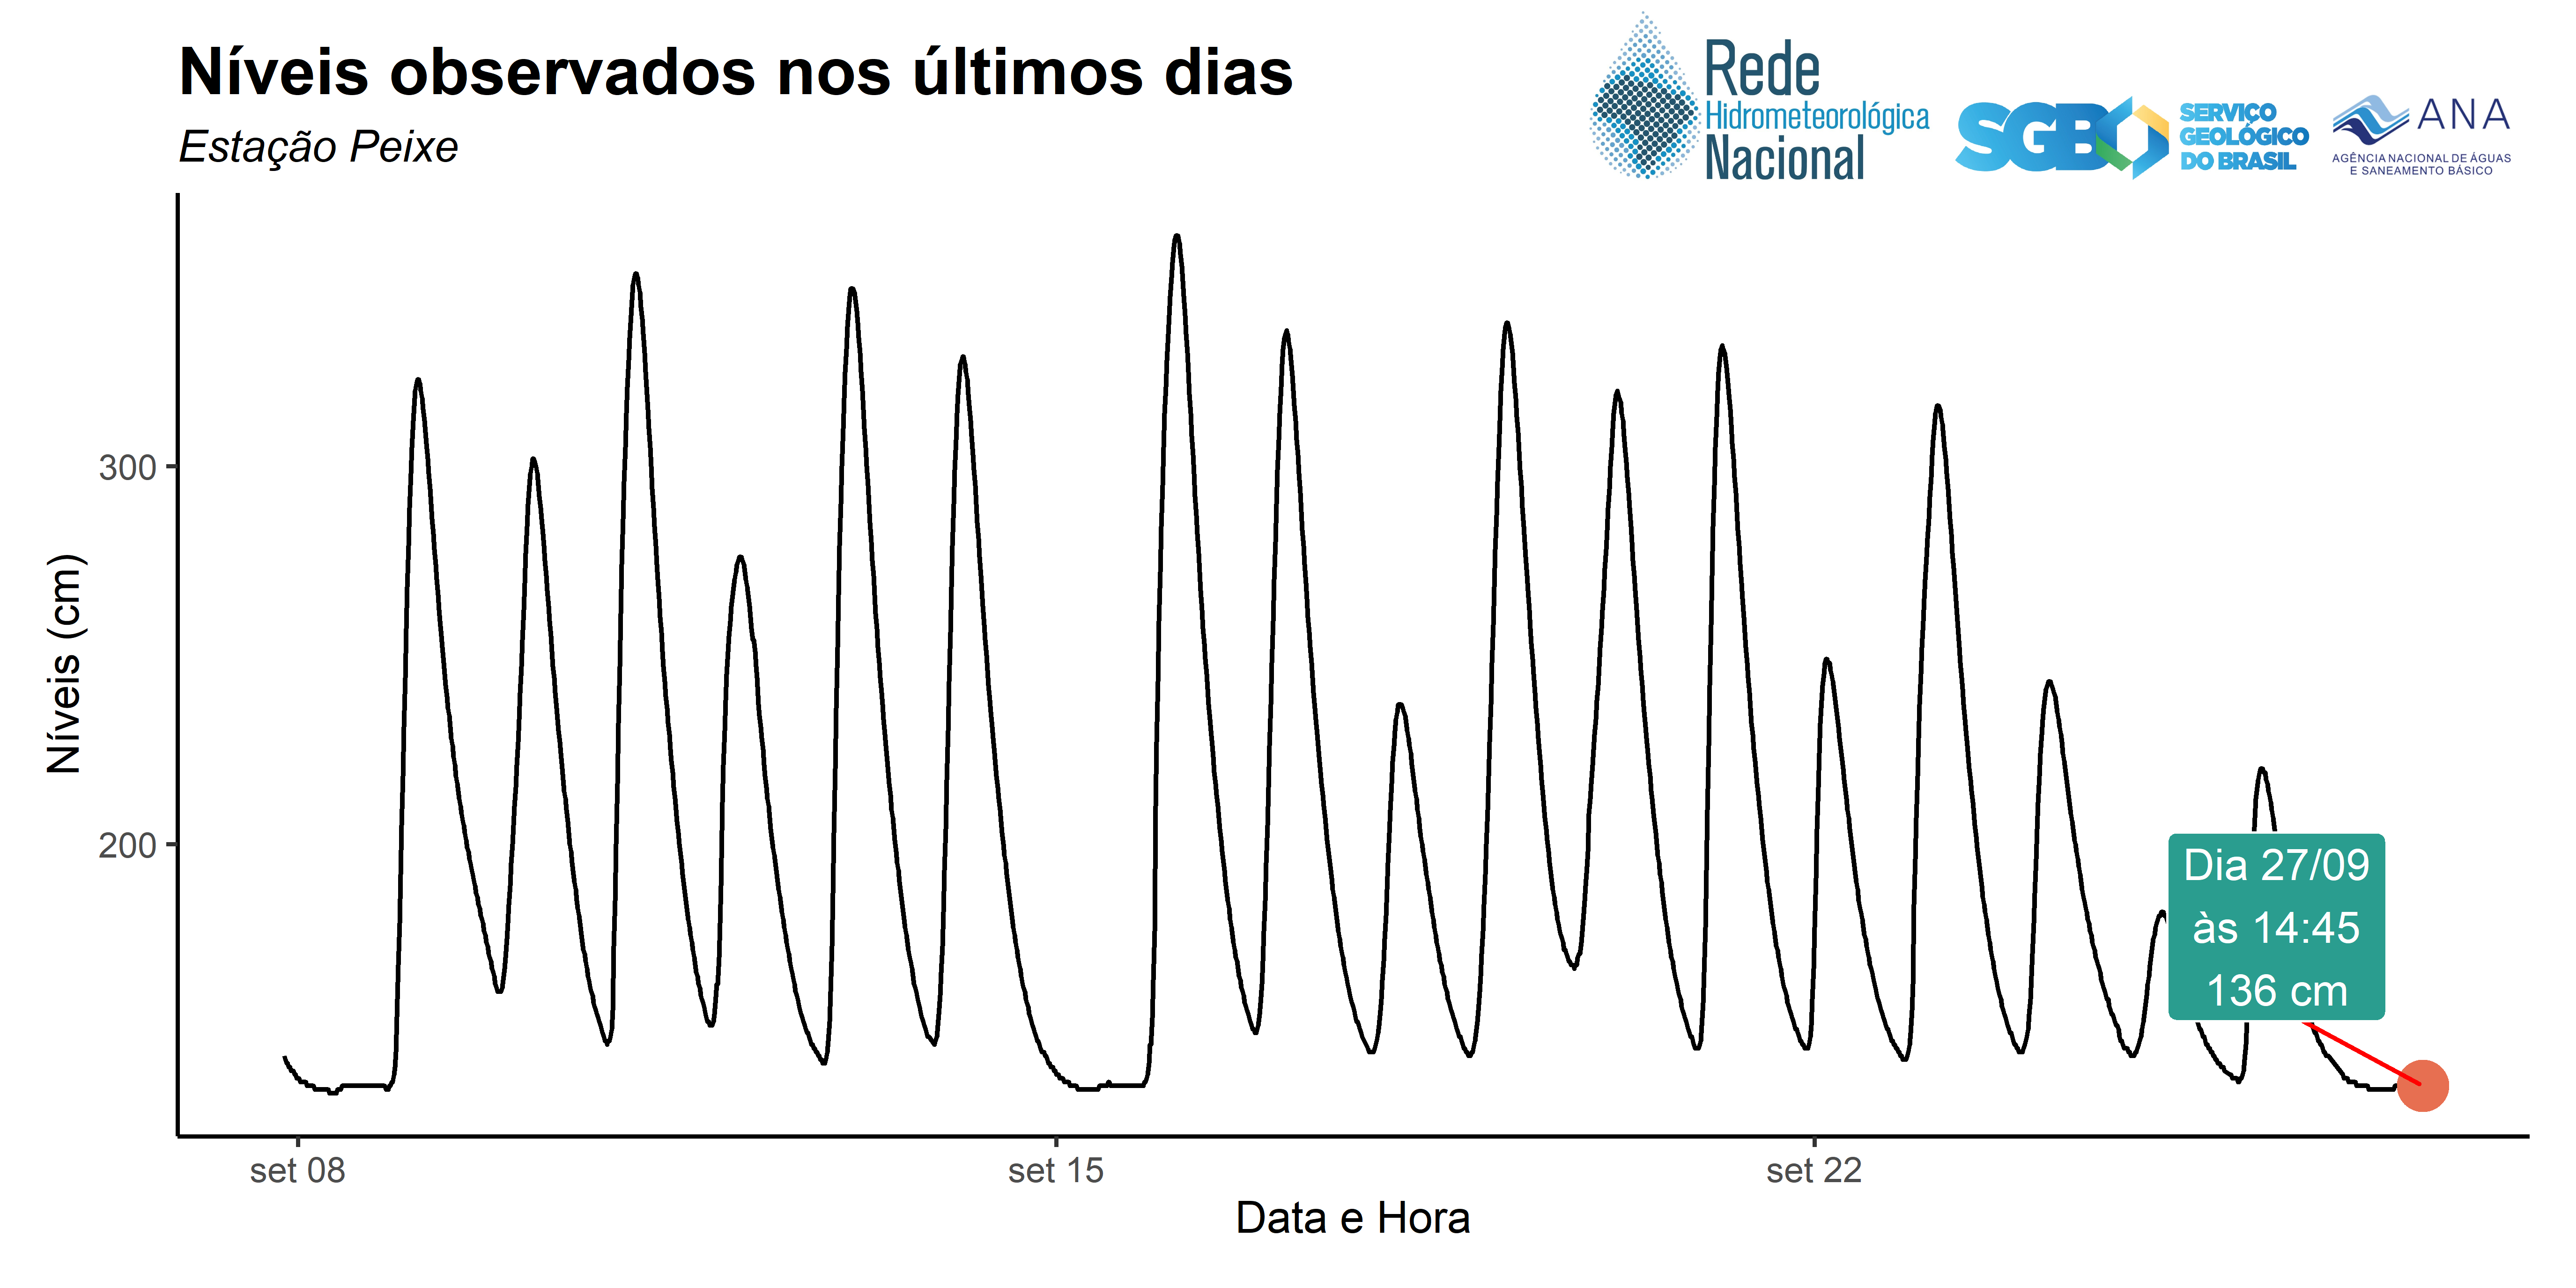 Níveis observados nos últimos dias
Estação Peixe
Rede
Hidrometeorológica
Nacional
SGB
SERVIÇO
GEOLÓGICO
DO BRASIL
ANA
AGÊNCIA NACIONAL DE ÁGUAS
E SANEAMENTO BÁSICO
Níveis (cm)
300
200
Dia 27/09
às 14:45
136 cm
set 08
set 15
set 22
Data e Hora